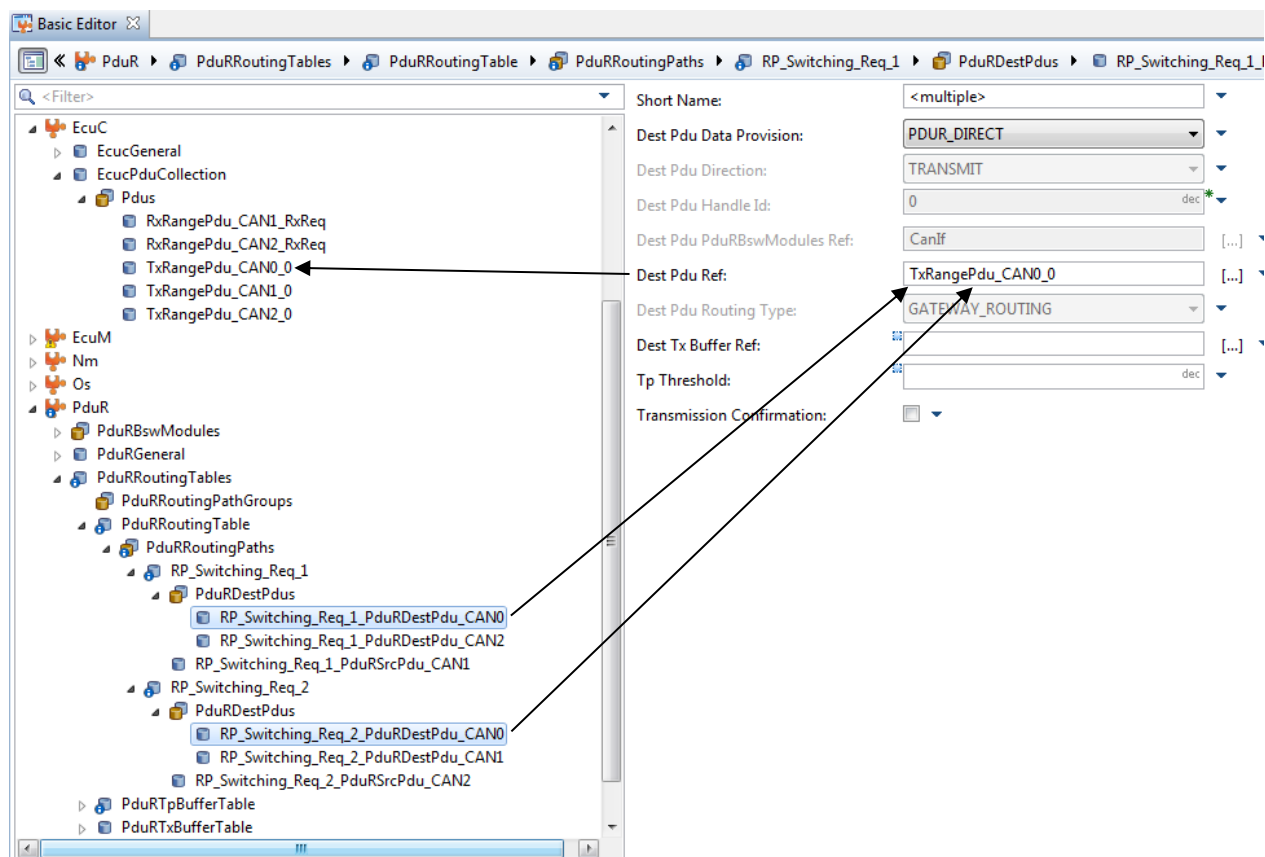 Basic Editor
« PduR PduRRoutingTables PduRRoutingTable PduRRoutingPaths RP_Switching_Req_1 PduRDestPdus RP_Switching_Req_1_
<Filter>
EcuC
EcucGeneral
EcucPduCollection
Pdus
RxRangePdu_CAN1_RxReq
RxRangePdu_CAN2_RxReq
TxRangePdu_CAN0_0
TxRangePdu_CAN1_0
TxRangePdu_CAN2_0
EcuM
Nm
Os
PduR
PduRBswModules
PduRGeneral
PduRRoutingTables
PduRRoutingPathGroups
PduRRoutingTable
PduRRoutingPaths
RP_Switching_Req_1
PduRDestPdus
RP_Switching_Req_1_PduRDestPdu_CAN0
RP_Switching_Req_1_PduRDestPdu_CAN2
RP_Switching_Req_1_PduRSrcPdu_CAN1
RP_Switching_Req_2
PduRDestPdus
RP_Switching_Req_2_PduRDestPdu_CAN0
RP_Switching_Req_2_PduRDestPdu_CAN1
RP_Switching_Req_2_PduRSrcPdu_CAN2
PduRTpBufferTable
PduRTxBufferTable
Short Name: <multiple>
Dest Pdu Data Provision: PDUR_DIRECT
Dest Pdu Direction: TRANSMIT
Dest Pdu Handle Id: 0 dec *
Dest Pdu PduRBswModules Ref: CanIf [...]
Dest Pdu Ref: TxRangePdu_CAN0_0 [...]
Dest Pdu Routing Type: GATEWAY_ROUTING
Dest Tx Buffer Ref: [...]
Tp Threshold: dec
Transmission Confirmation: